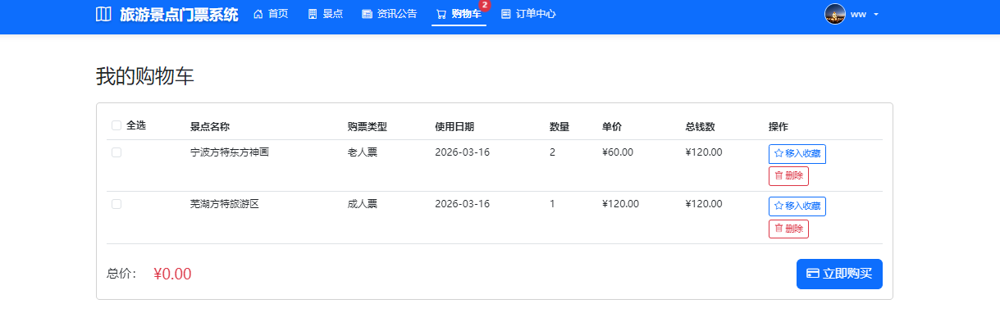 旅游景点门票系统 首页 景点 资讯公告 购物车 2 订单中心 ww
我的购物车
全选 景点名称 购票类型 使用日期 数量 单价 总钱数 操作
宁波方特东方神画 老人票 2026-03-16 2 ¥60.00 ¥120.00 移入收藏
删除
芜湖方特旅游区 成人票 2026-03-16 1 ¥120.00 ¥120.00 移入收藏
删除
总价: ¥0.00 立即购买